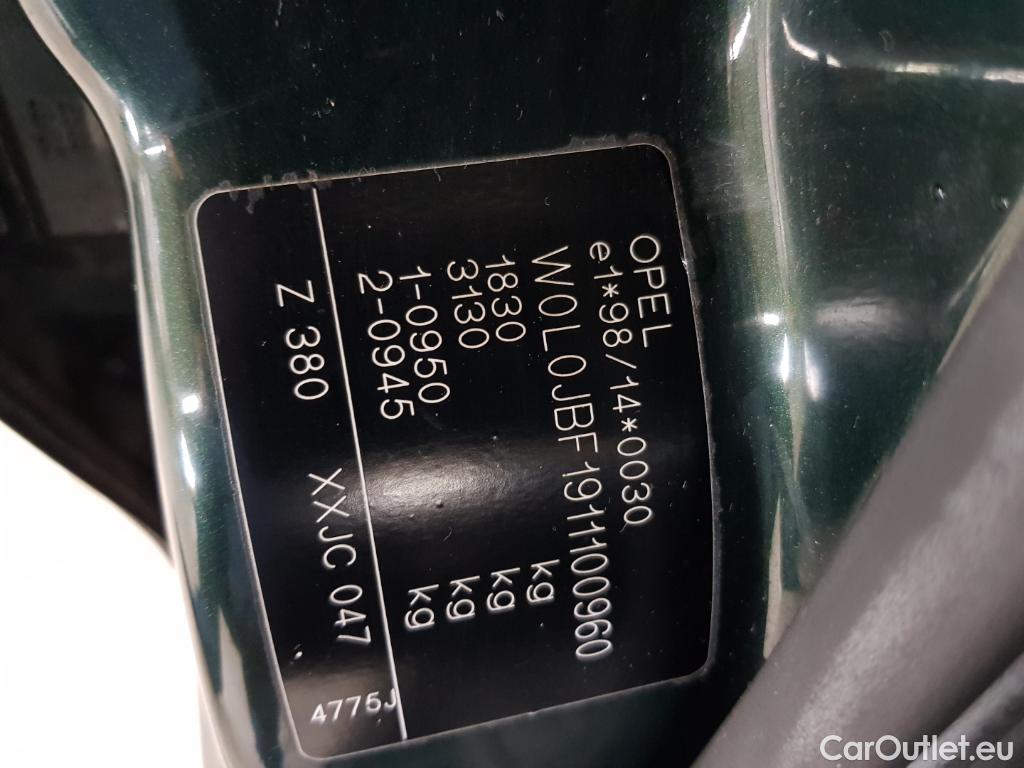 OPEL
e1*98/14*0030
W0L0JBF1911100960
1830 kg
3130 kg
1-0950 kg
2-0945 kg
Z 380 XXJC 047
4775J
CarOutlet.eu